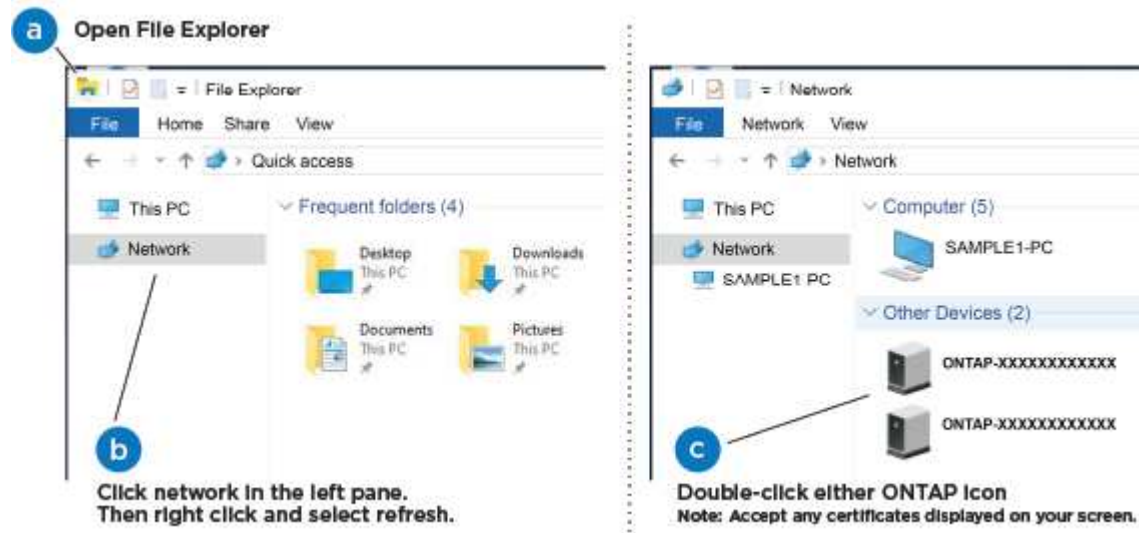 a
Open File Explorer
File Explorer
File Home Share View
Quick access
This PC
Network
Frequent folders (4)
Desktop
This PC
Downloads
This PC
Documents
This PC
Pictures
This PC
b
Click network in the left pane.
Then right click and select refresh.
Network
File Network View
Network
This PC
Network
SAMPLE1 PC
Computer (5)
SAMPLE1-PC
Other Devices (2)
ONTAP-XXXXXXXXXXXX
ONTAP-XXXXXXXXXXXX
c
Double-click either ONTAP icon
Note: Accept any certificates displayed on your screen.